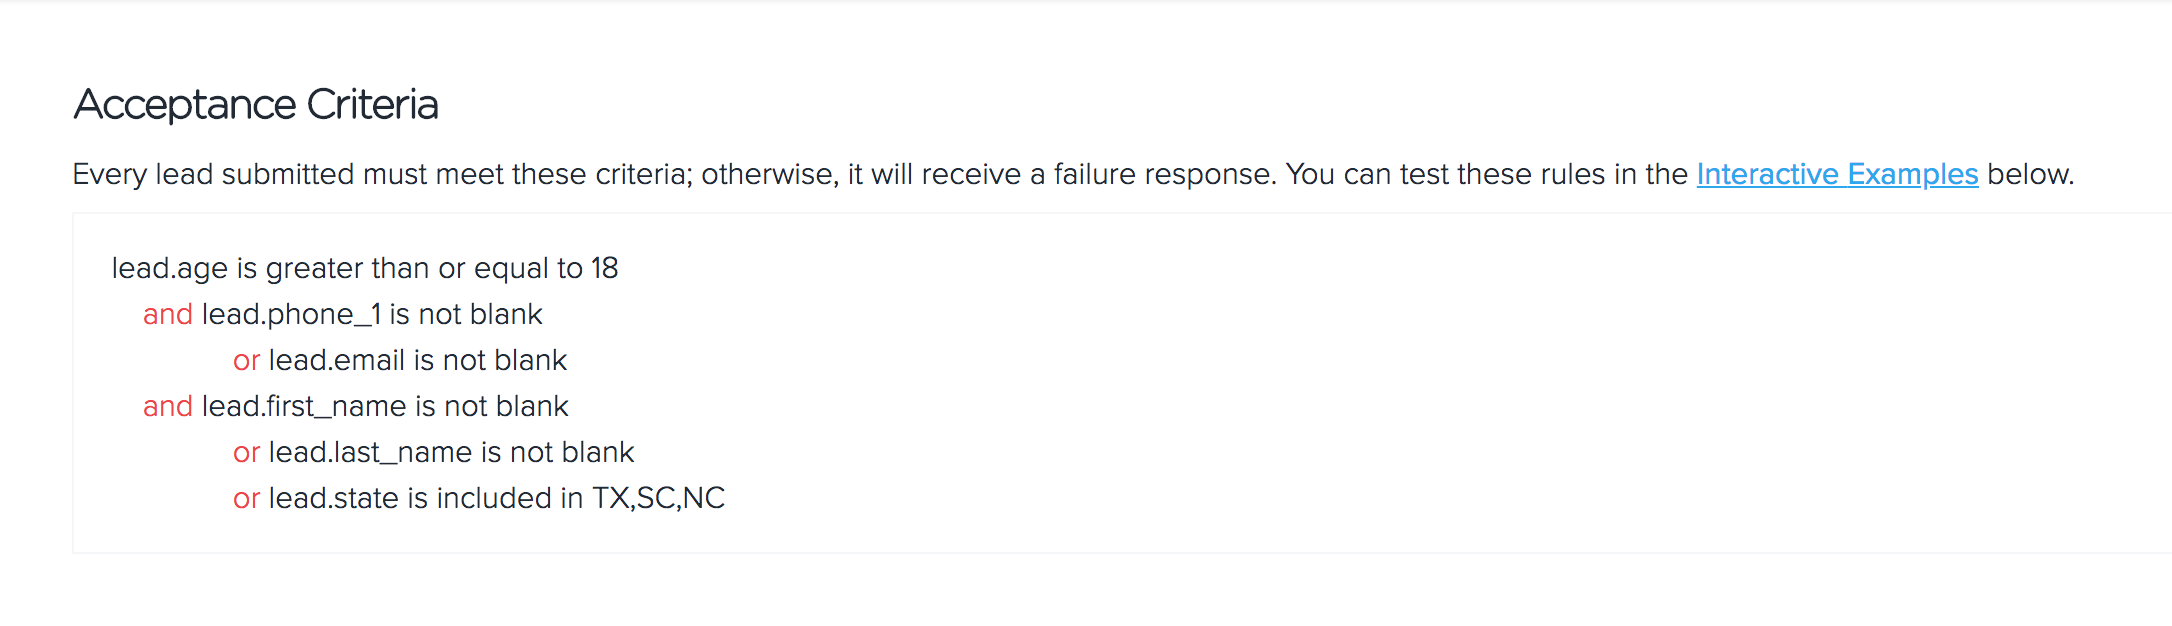 Acceptance Criteria
Every lead submitted must meet these criteria; otherwise, it will receive a failure response. You can test these rules in the Interactive Examples below.
lead.age is greater than or equal to 18
and lead.phone_1 is not blank
or lead.email is not blank
and lead.first_name is not blank
or lead.last_name is not blank
or lead.state is included in TX,SC,NC